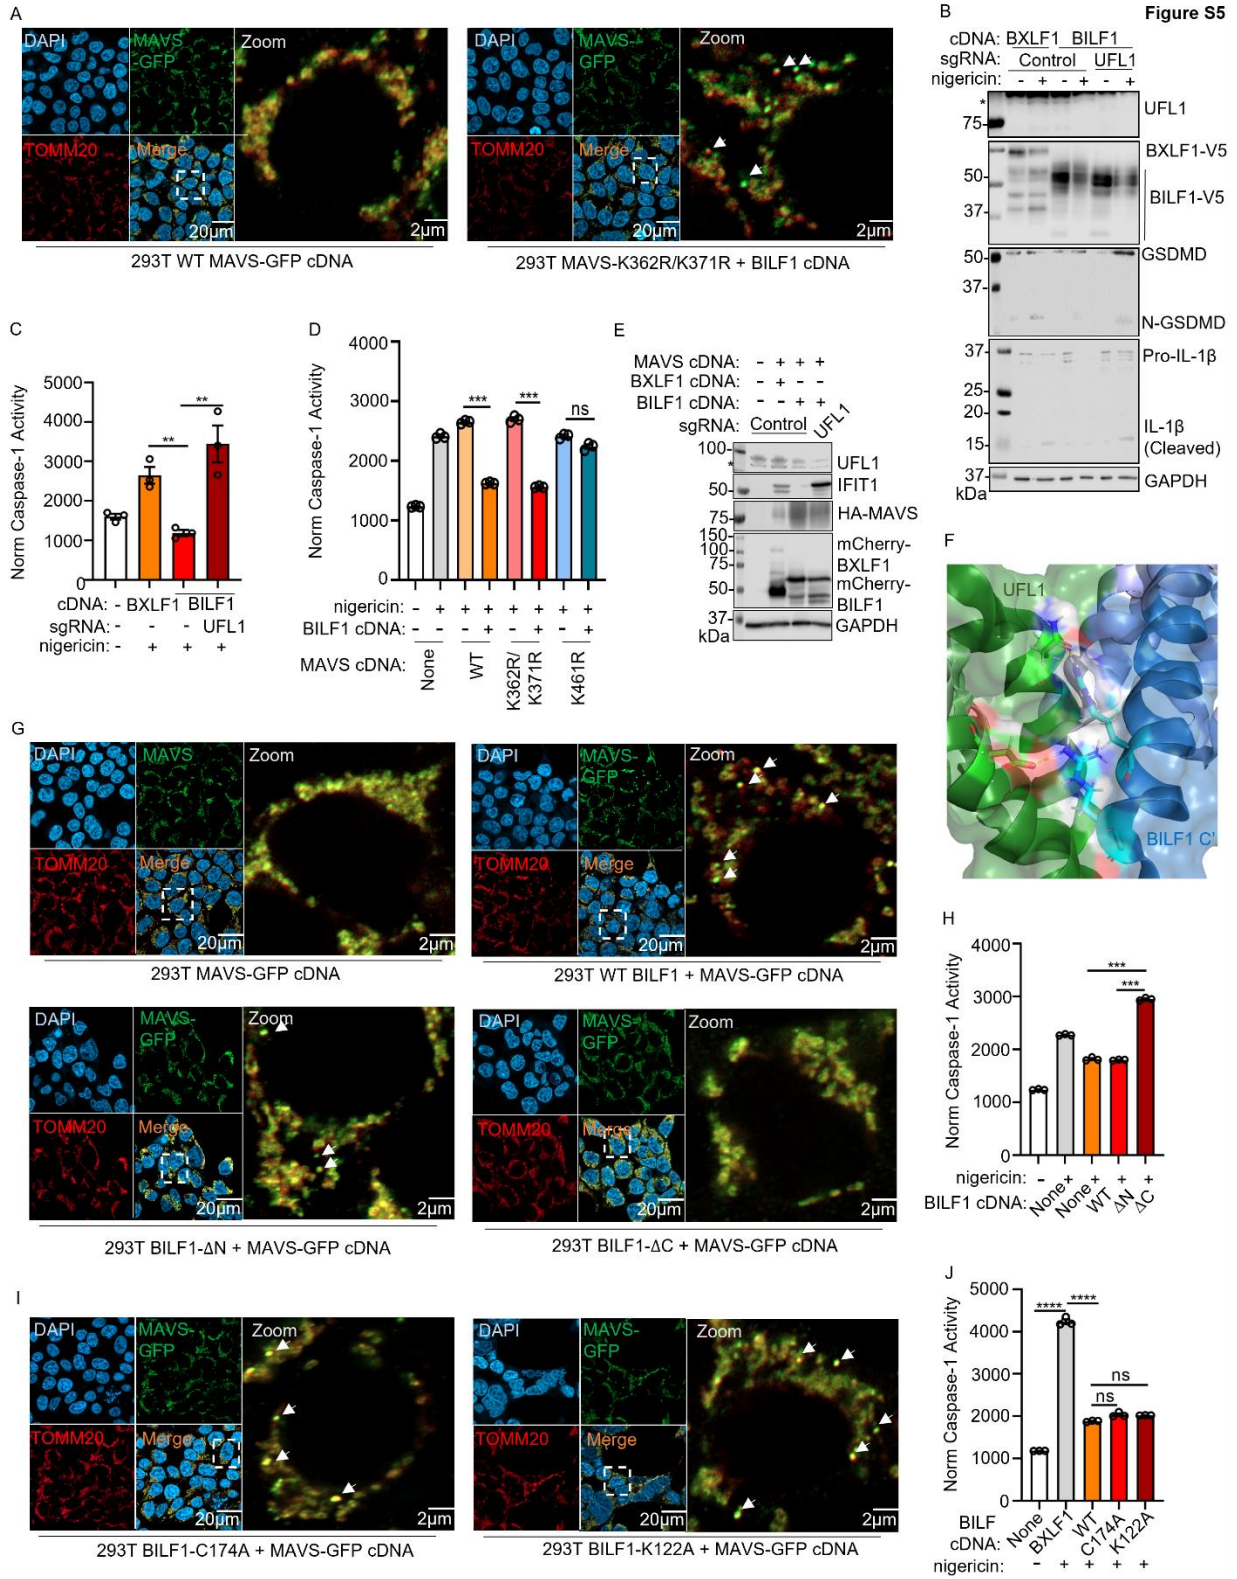 Figure S5
A
DAPI
MAVS-
GFP
Zoom
TOMM20
Merge
20µm
2µm
293T WT MAVS-GFP cDNA
DAPI
MAVS-
GFP
Zoom
TOMM20
Merge
20µm
2µm
293T MAVS-K362R/K371R + BILF1 cDNA
B
cDNA: BXLF1 BILF1
sgRNA: Control UFL1
nigericin: - + - + - +
*
75
UFL1
50
37
BXLF1-V5
BILF1-V5
50
37
GSDMD
N-GSDMD
37
25
20
15
Pro-IL-1β
IL-1β
(Cleaved)
37
kDa
GAPDH
C
Norm Caspase-1 Activity
5000
4000
3000
2000
1000
0
**
**
cDNA: - BXLF1 BILF1
sgRNA: UFL1
nigericin: - + + +
D
Norm Caspase-1 Activity
4000
3000
2000
1000
0
***
***
ns
nigericin: - + + + + + + +
BILF1 cDNA: - - - + - + - +
MAVS cDNA: None WT K362R/
K371R K461R
E
MAVS cDNA: - + + +
BXLF1 cDNA: - + - -
BILF1 cDNA: - - + +
sgRNA: Control UFL1
100
*
UFL1
50
IFIT1
75
HA-MAVS
150
100
75
50
mCherry-
BXLF1
mCherry-
BILF1
37
kDa
GAPDH
F
UFL1
BILF1 C'
G
DAPI
MAVS
Zoom
TOMM20
Merge
20µm
2µm
293T MAVS-GFP cDNA
DAPI
MAVS-
GFP
Zoom
TOMM20
Merge
20µm
2µm
293T WT BILF1 + MAVS-GFP cDNA
DAPI
MAVS-
GFP
Zoom
TOMM20
Merge
20µm
2µm
293T BILF1-ΔN + MAVS-GFP cDNA
DAPI
MAVS-
GFP
Zoom
TOMM20
Merge
20µm
2µm
293T BILF1-ΔC + MAVS-GFP cDNA
H
Norm Caspase-1 Activity
4000
3000
2000
1000
0
***
***
nigericin: - + + + +
BILF1 cDNA: None None WT ΔN ΔC
I
DAPI
MAVS-
GFP
Zoom
TOMM20
Merge
20µm
2µm
293T BILF1-C174A + MAVS-GFP cDNA
DAPI
MAVS-
GFP
Zoom
TOMM20
Merge
20µm
2µm
293T BILF1-K122A + MAVS-GFP cDNA
J
Norm Caspase-1 Activity
5000
4000
3000
2000
1000
0
****
****
ns
ns
BILF
cDNA:
None BXLF1 WT C174A K122A
nigericin: - + + + +